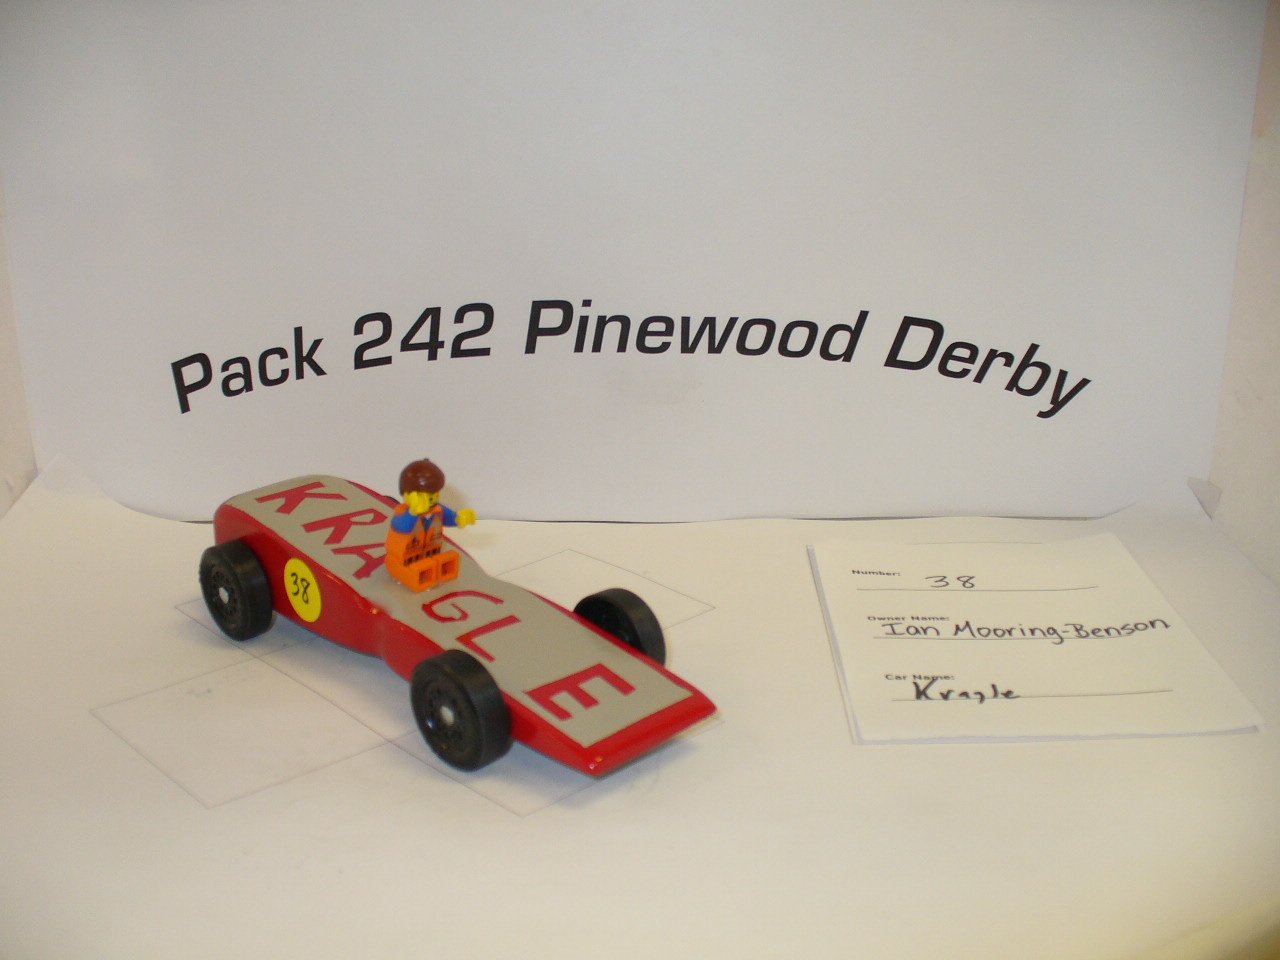 Pack 242 Pinewood Derby
KRAGLE
38
Number: 38
Owner Name: Ian Mooring-Benson
Car Name: Kragle